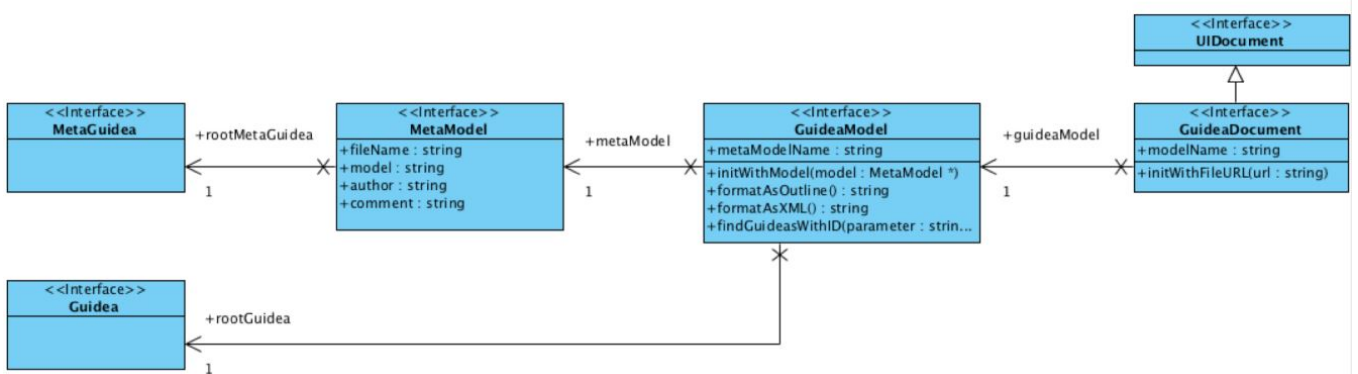 <<Interface>>
UIDocument
<<Interface>>
MetaGuidea
+rootMetaGuidea
1
<<Interface>>
MetaModel
+fileName : string
+model : string
+author : string
+comment : string
+metaModel
1
<<Interface>>
GuideaModel
+metaModelName : string
+initWithModel(model : MetaModel *)
+formatAsOutline() : string
+formatAsXML() : string
+findGuideasWithID(parameter : strin...
+guideaModel
1
<<Interface>>
GuideaDocument
+modelName : string
+initWithFileURL(url : string)
<<Interface>>
Guidea
+rootGuidea
1